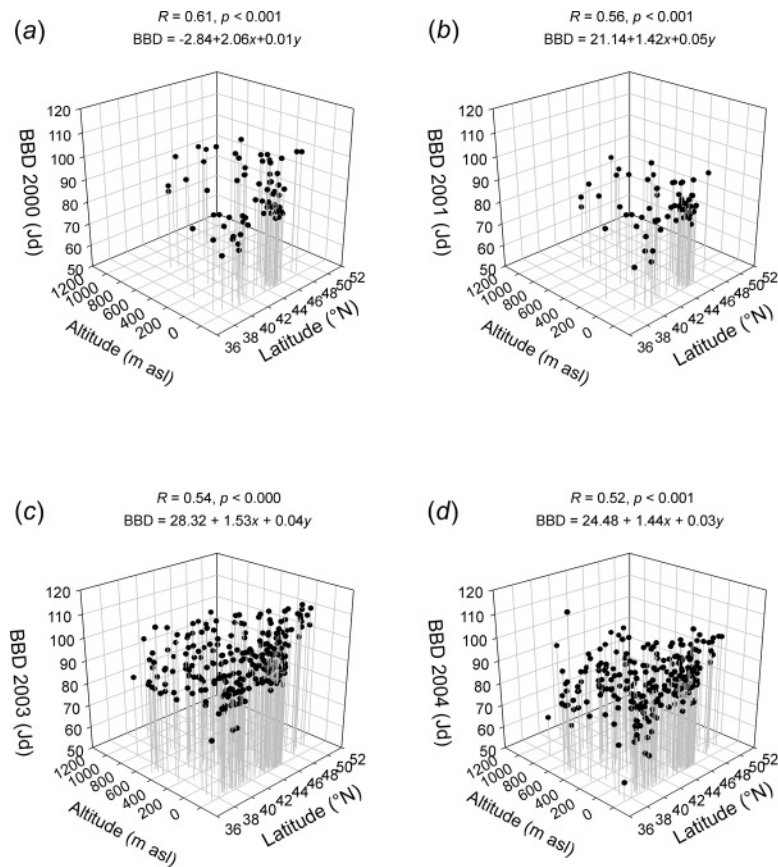 (a)
R = 0.61, p < 0.001
BBD = -2.84+2.06x+0.01y
BBD 2000 (Jd)
120
110
100
90
80
70
60
50
1200
1000
800
600
400
200
0
Altitude (m asl)
36 38 40 42 44 46 48 50 52
Latitude (°N)
(b)
R = 0.56, p < 0.001
BBD = 21.14+1.42x+0.05y
BBD 2001 (Jd)
120
110
100
90
80
70
60
50
1200
1000
800
600
400
200
0
Altitude (m asl)
36 38 40 42 44 46 48 50 52
Latitude (°N)
(c)
R = 0.54, p < 0.000
BBD = 28.32 + 1.53x + 0.04y
BBD 2003 (Jd)
120
110
100
90
80
70
60
50
1200
1000
800
600
400
200
0
Altitude (m asl)
36 38 40 42 44 46 48 50 52
Latitude (°N)
(d)
R = 0.52, p < 0.001
BBD = 24.48 + 1.44x + 0.03y
BBD 2004 (Jd)
120
110
100
90
80
70
60
50
1200
1000
800
600
400
200
0
Altitude (m asl)
36 38 40 42 44 46 48 50 52
Latitude (°N)